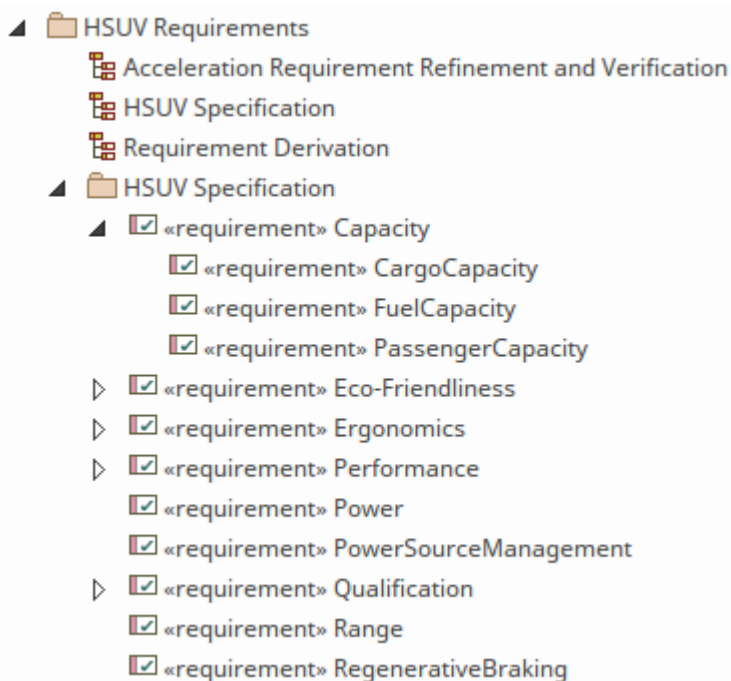 HSUV Requirements
Acceleration Requirement Refinement and Verification
HSUV Specification
Requirement Derivation
HSUV Specification
«requirement» Capacity
«requirement» CargoCapacity
«requirement» FuelCapacity
«requirement» PassengerCapacity
«requirement» Eco-Friendliness
«requirement» Ergonomics
«requirement» Performance
«requirement» Power
«requirement» PowerSourceManagement
«requirement» Qualification
«requirement» Range
«requirement» RegenerativeBraking